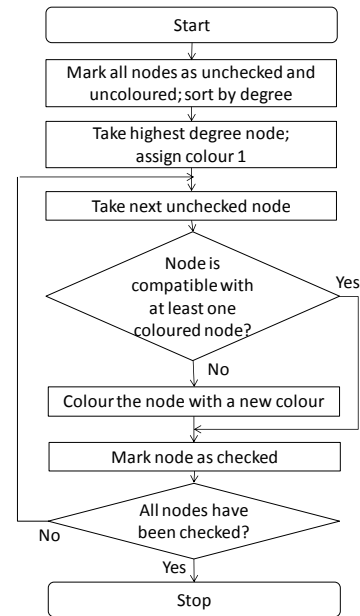 Start
Mark all nodes as unchecked and
uncoloured; sort by degree
Take highest degree node;
assign colour 1
Take next unchecked node
Node is
compatible with
at least one
coloured node?
Yes
No
Colour the node with a new colour
Mark node as checked
All nodes have
been checked?
No
Yes
Stop